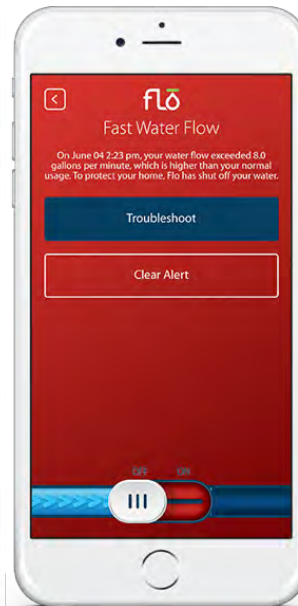 flō
Fast Water Flow
On June 04 2:23 pm, your water flow exceeded 8.0
gallons per minute, which is higher than your normal
usage. To protect your home, Flo has shut off your water.
Troubleshoot
Clear Alert
OFF ON